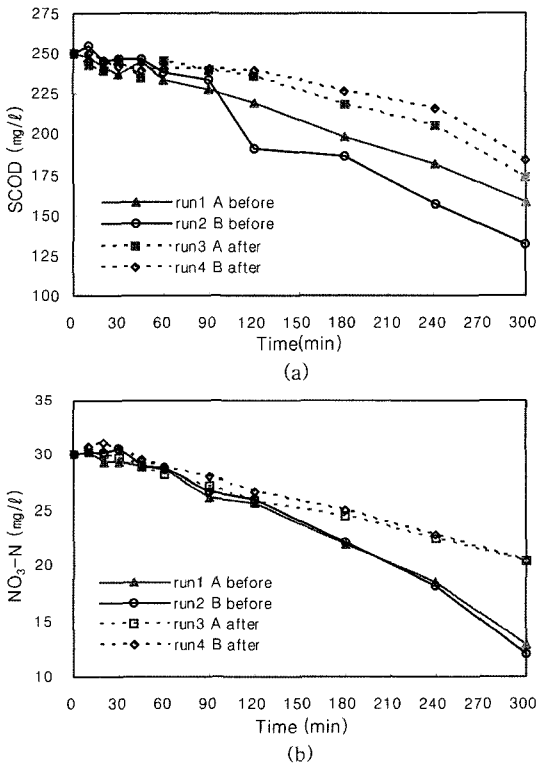 (a)
275
250
225
200
175
150
125
100
SCOD (mg/ℓ)
run1 A before
run2 B before
run3 A after
run4 B after
0 30 60 90 120 150 180 210 240 270 300
Time(min)
(a)
35
30
25
20
15
10
NO₃-N (mg/ℓ)
run1 A before
run2 B before
run3 A after
run4 B after
0 30 60 90 120 150 180 210 240 270 300
Time (min)
(b)